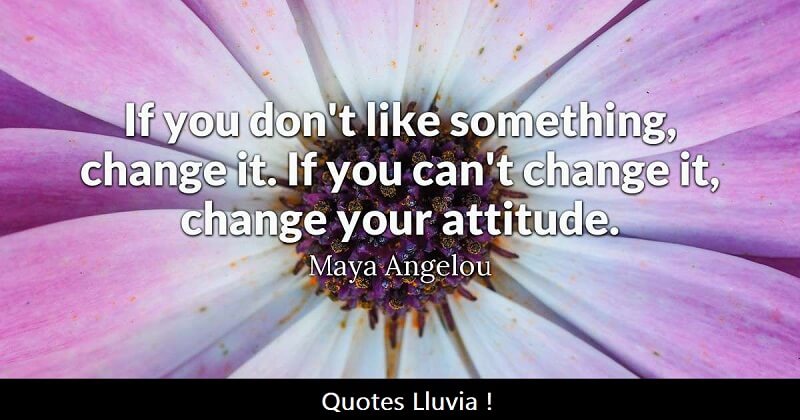 If you don't like something,
change it. If you can't change it,
change your attitude.
Maya Angelou
Quotes Lluvia !